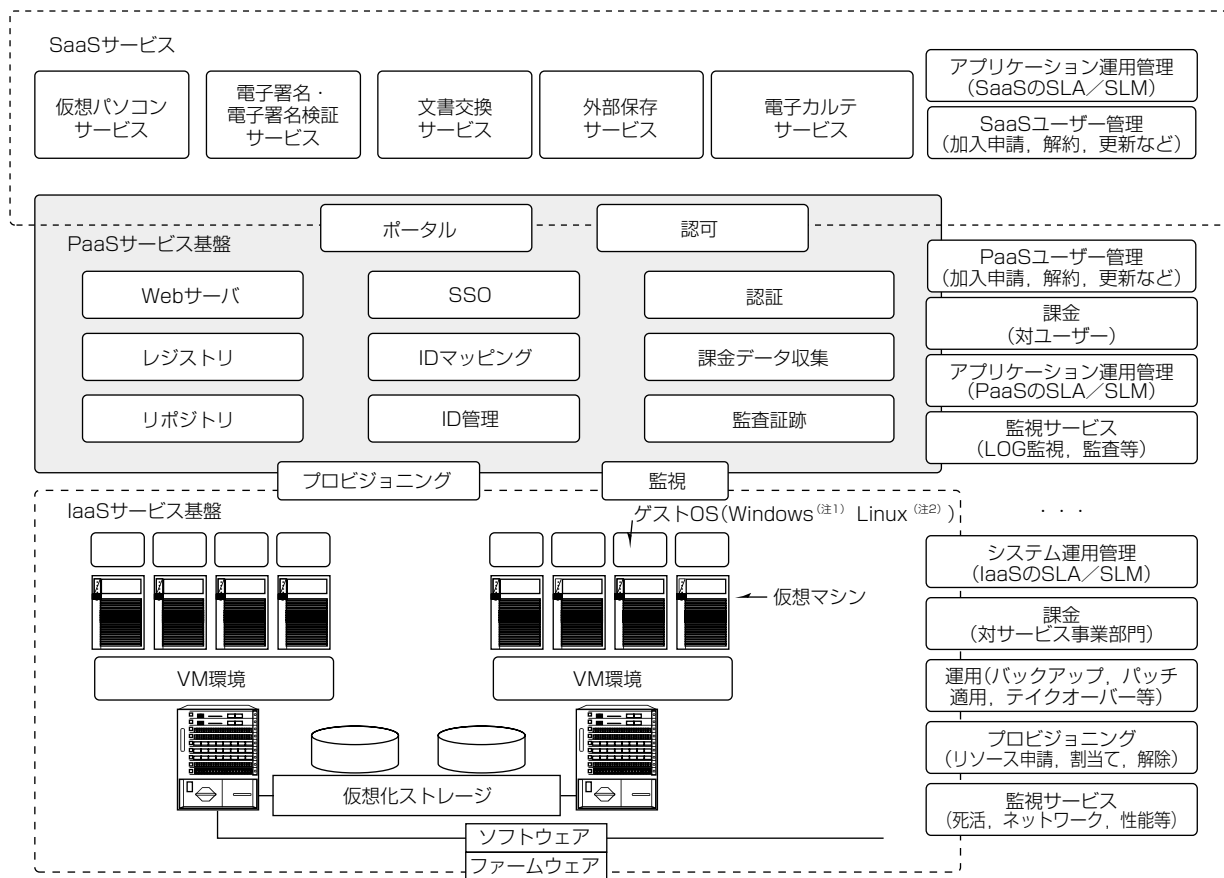 SaaSサービス
仮想パソコン
サービス
電子署名・
電子署名検証
サービス
文書交換
サービス
外部保存
サービス
電子カルテ
サービス
アプリケーション運用管理
(SaaSのSLA/SLM)
SaaSユーザー管理
(加入申請,解約,更新など)
ポータル
認可
PaaSサービス基盤
Webサーバ
SSO
認証
レジストリ
IDマッピング
課金データ収集
リポジトリ
ID管理
監査証跡
PaaSユーザー管理
(加入申請,解約,更新など)
課金
(対ユーザー)
アプリケーション運用管理
(PaaSのSLA/SLM)
監視サービス
(LOG監視,監査等)
プロビジョニング
監視
IaaSサービス基盤
ゲストOS(Windows(注1) Linux(注2))
・・・
仮想マシン
VM環境
VM環境
仮想化ストレージ
ソフトウェア
ファームウェア
システム運用管理
(IaaSのSLA/SLM)
課金
(対サービス事業部門)
運用(バックアップ,パッチ
適用,テイクオーバー等)
プロビジョニング
(リソース申請,割当て,解除)
監視サービス
(死活,ネットワーク,性能等)